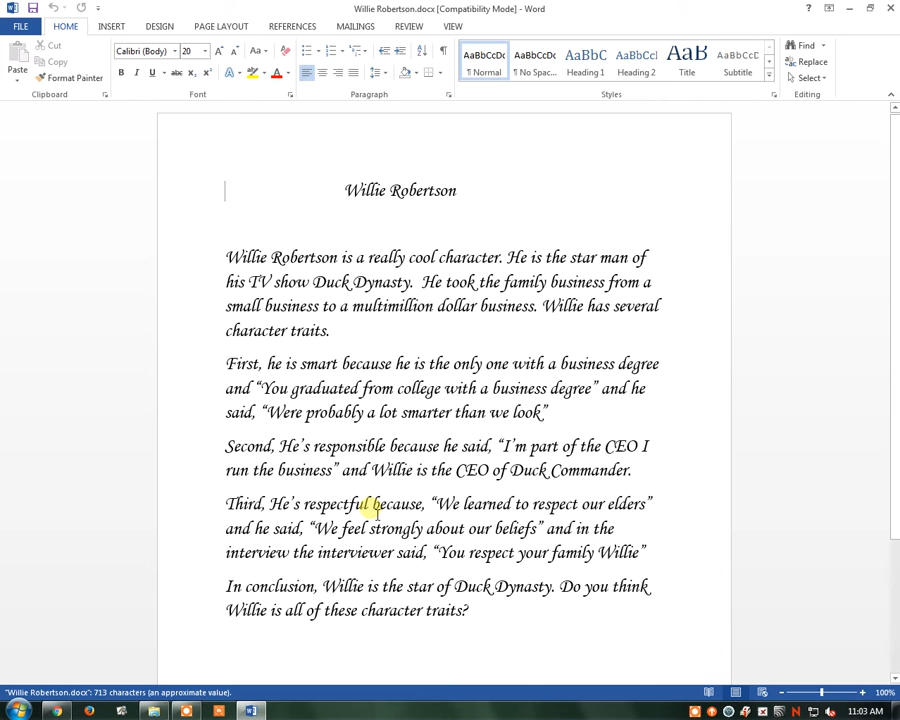 Willie Robertson.docx [Compatibility Mode] - Word
FILE HOME INSERT DESIGN PAGE LAYOUT REFERENCES MAILINGS REVIEW VIEW
Cut
Copy
Format Painter
Paste
Calibri (Body) 20
Aa
B I U abc x₂ x²
A A
AaBbCcDc AaBbCcDc AaBbC AaBbCcl AaB AaBbCcD
¶ Normal ¶ No Spac... Heading 1 Heading 2 Title Subtitle
Find
Replace
Select
Clipboard Font Paragraph Styles Editing
Willie Robertson
Willie Robertson is a really cool character. He is the star man of
his TV show Duck Dynasty.  He took the family business from a
small business to a multimillion dollar business. Willie has several
character traits.
First, he is smart because he is the only one with a business degree
and “You graduated from college with a business degree” and he
said, “Were probably a lot smarter than we look”
Second, He’s responsible because he said, “I’m part of the CEO I
run the business” and Willie is the CEO of Duck Commander.
Third, He’s respectful because, “We learned to respect our elders”
and he said, “We feel strongly about our beliefs” and in the
interview the interviewer said, “You respect your family Willie”
In conclusion, Willie is the star of Duck Dynasty. Do you think
Willie is all of these character traits?
"Willie Robertson.docx": 713 characters (an approximate value).
100%
11:03 AM